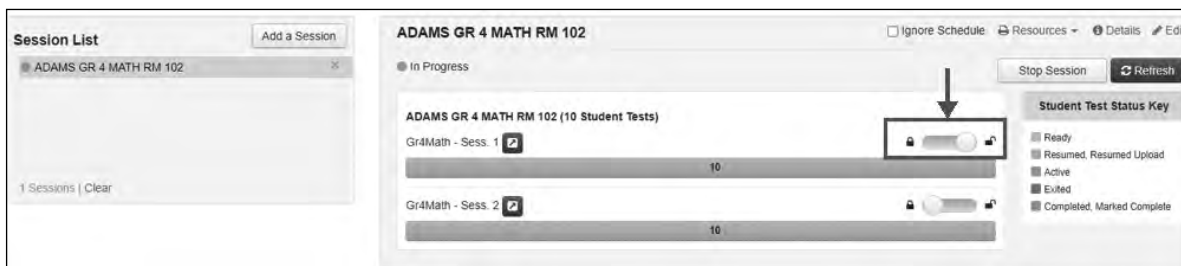 Session List
Add a Session
ADAMS GR 4 MATH RM 102
1 Sessions | Clear
ADAMS GR 4 MATH RM 102
Ignore Schedule Resources Details Edi
In Progress
Stop Session Refresh
ADAMS GR 4 MATH RM 102 (10 Student Tests)
Gr4Math - Sess. 1
10
Gr4Math - Sess. 2
10
Student Test Status Key
Ready
Resumed, Resumed Upload
Active
Exited
Completed, Marked Complete